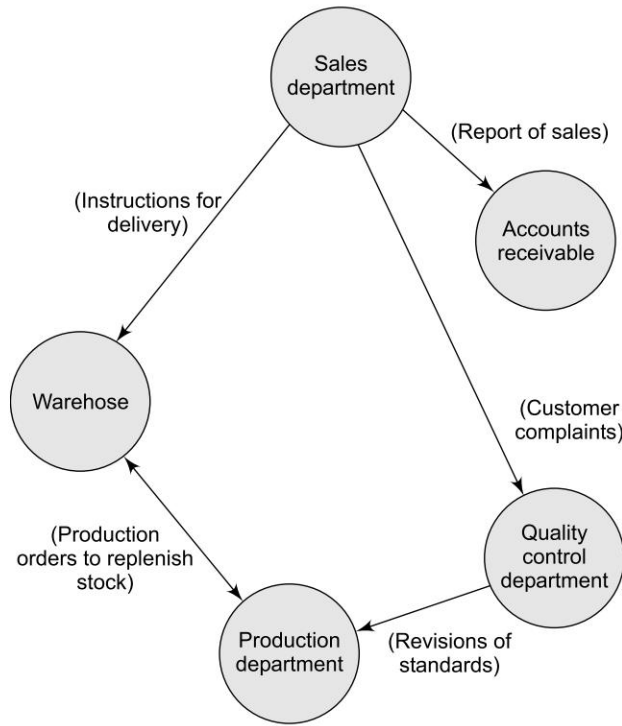 Sales
department
(Report of sales)
(Instructions for
delivery)
Accounts
receivable
Warehose
(Customer
complaints)
(Production
orders to replenish
stock)
Quality
control
department
Production
department
(Revisions of
standards)